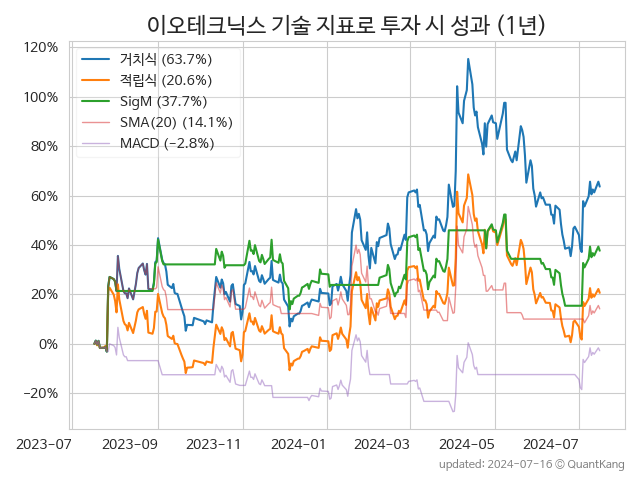 이오테크닉스 기술 지표로 투자 시 성과 (1년)
120%
100%
80%
60%
40%
20%
0%
−20%
거치식 (63.7%)
적립식 (20.6%)
SigM (37.7%)
SMA(20) (14.1%)
MACD (−2.8%)
2023-07 2023-09 2023-11 2024-01 2024-03 2024-05 2024-07
updated: 2024-07-16 © QuantKang